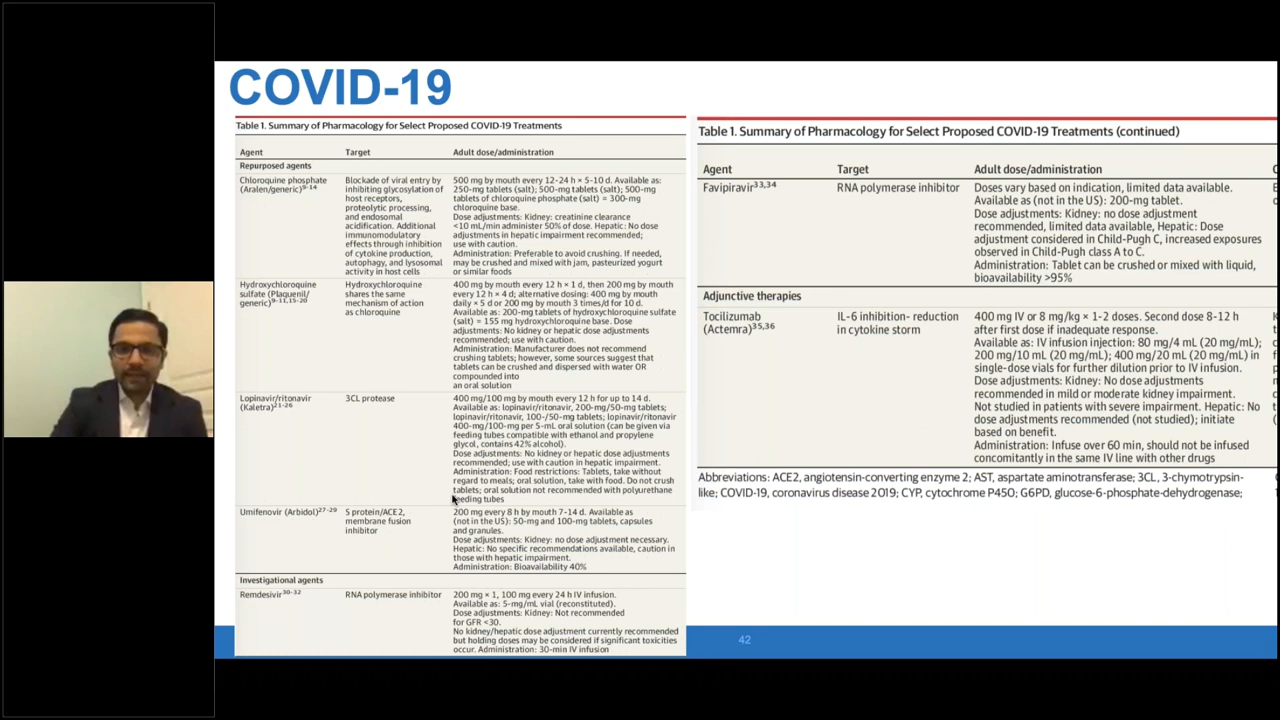 COVID-19
Table 1. Summary of Pharmacology for Select Proposed COVID-19 Treatments
Agent Target Adult dose/administration
Repurposed agents
Chloroquine phosphate
(Aralen/generic)9-14
Blockade of viral entry by
inhibiting glycosylation of
host receptors,
proteolytic processing,
and endosomal
acidification. Additional
immunomodulatory
effects through inhibition
of cytokine production,
autophagy, and lysosomal
activity in host cells
500 mg by mouth every 12-24 h × 5-10 d. Available as:
250-mg tablets (salt); 500-mg tablets (salt); 500-mg
tablets of chloroquine phosphate (salt) = 300-mg
chloroquine base.
Dose adjustments: Kidney: creatinine clearance
<10 mL/min administer 50% of dose. Hepatic: No dose
adjustments in hepatic impairment recommended;
use with caution.
Administration: Preferable to avoid crushing. If needed,
may be crushed and mixed with jam, pasteurized yogurt
or similar foods
Hydroxychloroquine
sulfate (Plaquenil/
generic)9-11,15-20
Hydroxychloroquine
shares the same
mechanism of action
as chloroquine
400 mg by mouth every 12 h × 1 d, then 200 mg by mouth
every 12 h × 4 d; alternative dosing: 400 mg by mouth
daily × 5 d or 200 mg by mouth 3 times/d for 10 d.
Available as: 200-mg tablets of hydroxychloroquine sulfate
(salt) = 155 mg hydroxychloroquine base. Dose
adjustments: No kidney or hepatic dose adjustments
recommended; use with caution.
Administration: Manufacturer does not recommend
crushing tablets; however, some sources suggest that
tablets can be crushed and dispersed with water OR
compounded into
an oral solution
Lopinavir/ritonavir
(Kaletra)21-26
3CL protease
400 mg/100 mg by mouth every 12 h for up to 14 d.
Available as: lopinavir/ritonavir, 200-mg/50-mg tablets;
lopinavir/ritonavir, 100-/50-mg tablets; lopinavir/ritonavir
400-mg/100-mg per 5-mL oral solution (can be given via
feeding tubes compatible with ethanol and propylene
glycol, contains 42% alcohol).
Dose adjustments: No kidney or hepatic dose adjustments
recommended; use with caution in hepatic impairment.
Administration: Food restrictions: Tablets, take without
regard to meals; oral solution, take with food. Do not crush
tablets; oral solution not recommended with polyurethane
feeding tubes
Umifenovir (Arbidol)27-29
S protein/ACE2,
membrane fusion
inhibitor
200 mg every 8 h by mouth 7-14 d. Available as
(not in the US): 50-mg and 100-mg tablets, capsules
and granules.
Dose adjustments: Kidney: no dose adjustment necessary.
Hepatic: No specific recommendations available, caution in
those with hepatic impairment.
Administration: Bioavailability 40%
Investigational agents
Remdesivir30-32
RNA polymerase inhibitor
200 mg × 1, 100 mg every 24 h IV infusion.
Available as: 5-mg/mL vial (reconstituted).
Dose adjustments: Kidney: Not recommended
for GFR <30.
No kidney/hepatic dose adjustment currently recommended
but holding doses may be considered if significant toxicities
occur. Administration: 30-min IV infusion
Table 1. Summary of Pharmacology for Select Proposed COVID-19 Treatments (continued)
Agent Target Adult dose/administration
Favipiravir33,34
RNA polymerase inhibitor
Doses vary based on indication, limited data available.
Available as (not in the US): 200-mg tablet.
Dose adjustments: Kidney: no dose adjustment
recommended, limited data available, Hepatic: Dose
adjustment considered in Child-Pugh C, increased exposures
observed in Child-Pugh class A to C.
Administration: Tablet can be crushed or mixed with liquid,
bioavailability >95%
Adjunctive therapies
Tocilizumab
(Actemra)35,36
IL-6 inhibition- reduction
in cytokine storm
400 mg IV or 8 mg/kg × 1-2 doses. Second dose 8-12 h
after first dose if inadequate response.
Available as: IV infusion injection: 80 mg/4 mL (20 mg/mL);
200 mg/10 mL (20 mg/mL); 400 mg/20 mL (20 mg/mL) in
single-dose vials for further dilution prior to IV infusion.
Dose adjustments: Kidney: No dose adjustments
recommended in mild or moderate kidney impairment.
Not studied in patients with severe impairment. Hepatic: No
dose adjustments recommended (not studied); initiate
based on benefit.
Administration: Infuse over 60 min, should not be infused
concomitantly in the same IV line with other drugs
Abbreviations: ACE2, angiotensin-converting enzyme 2; AST, aspartate aminotransferase; 3CL, 3-chymotrypsin-
like; COVID-19, coronavirus disease 2019; CYP, cytochrome P450; G6PD, glucose-6-phosphate-dehydrogenase;
42